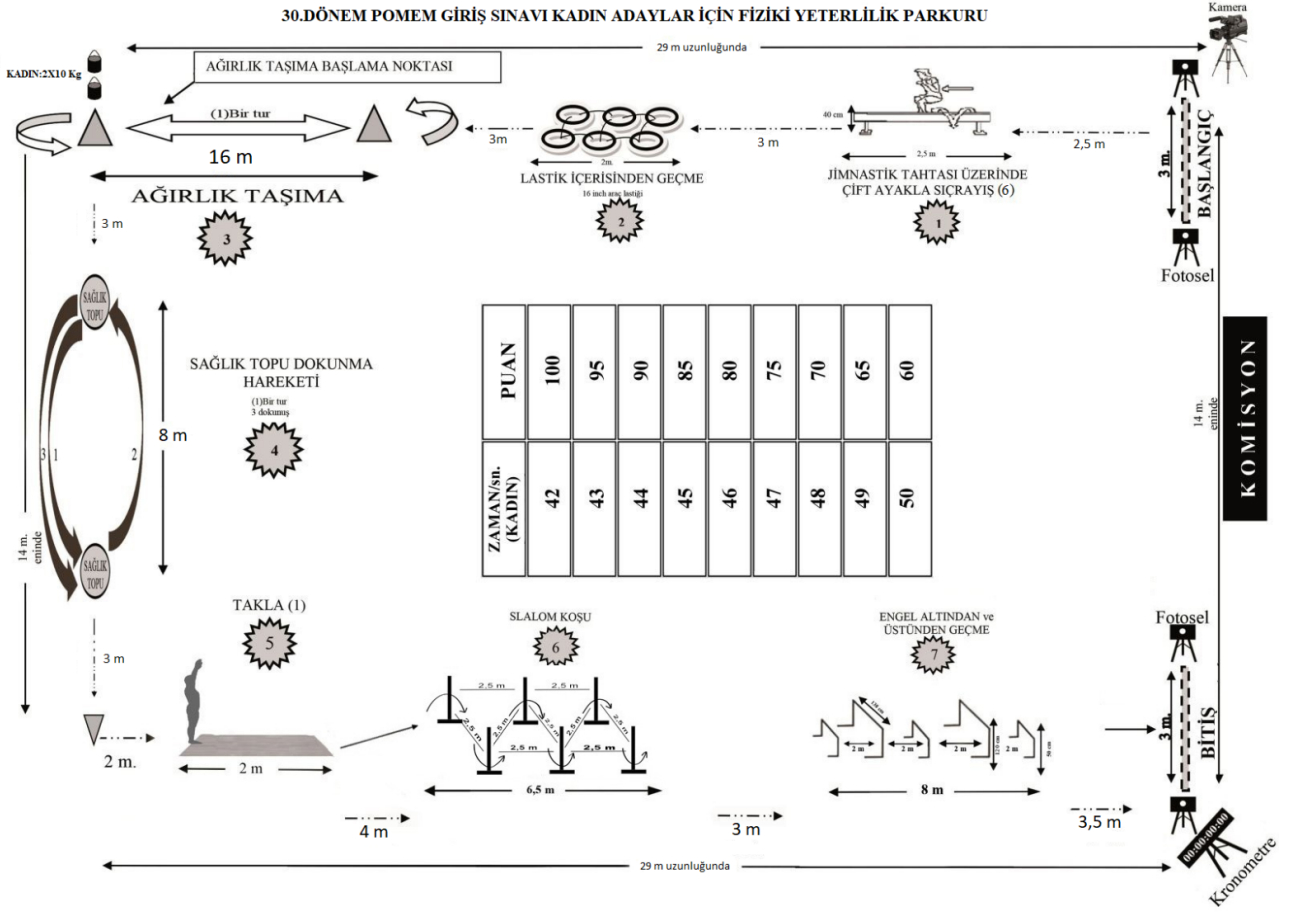 30.DÖNEM POMEM GİRİŞ SINAVI KADIN ADAYLAR İÇİN FİZİKİ YETERLİLİK PARKURU
Kamera
29 m uzunluğunda
KADIN:2X10 Kg
AĞIRLIK TAŞIMA BAŞLAMA NOKTASI
(1)Bir tur
16 m
AĞIRLIK TAŞIMA
3
3m
2m.
LASTİK İÇERİSİNDEN GEÇME
16 inch araç lastiği
2
3 m
40 cm
2,5 m
JİMNASTİK TAHTASI ÜZERİNDE
ÇİFT AYAKLA SIÇRAYIŞ (6)
1
2,5 m
3 m.
BAŞLANGIÇ
Fotosel
3 m
SAĞLIK
TOPU
3 1 2
8 m
SAĞLIK TOPU DOKUNMA
HAREKETİ
(1)Bir tur
3 dokunuş
4
SAĞLIK
TOPU
14 m.
eninde
PUAN 100 95 90 85 80 75 70 65 60
ZAMAN/sn.
(KADIN)
42 43 44 45 46 47 48 49 50
14 m.
eninde
KOMİSYON
3 m
2 m.
TAKLA (1)
5
2 m
4 m
SLALOM KOŞU
6
2,5 m 2,5 m
2,5 m 2,5 m 2,5 m 2,5 m 2,5 m
2,5 m 2,5 m
6,5 m
3 m
ENGEL ALTINDAN ve
ÜSTÜNDEN GEÇME
7
2 m 2 m 2 m 2 m
120 cm
50 cm
8 m
3,5 m
Fotosel
3 m.
BİTİŞ
00:00:00:00
Kronometre
29 m uzunluğunda